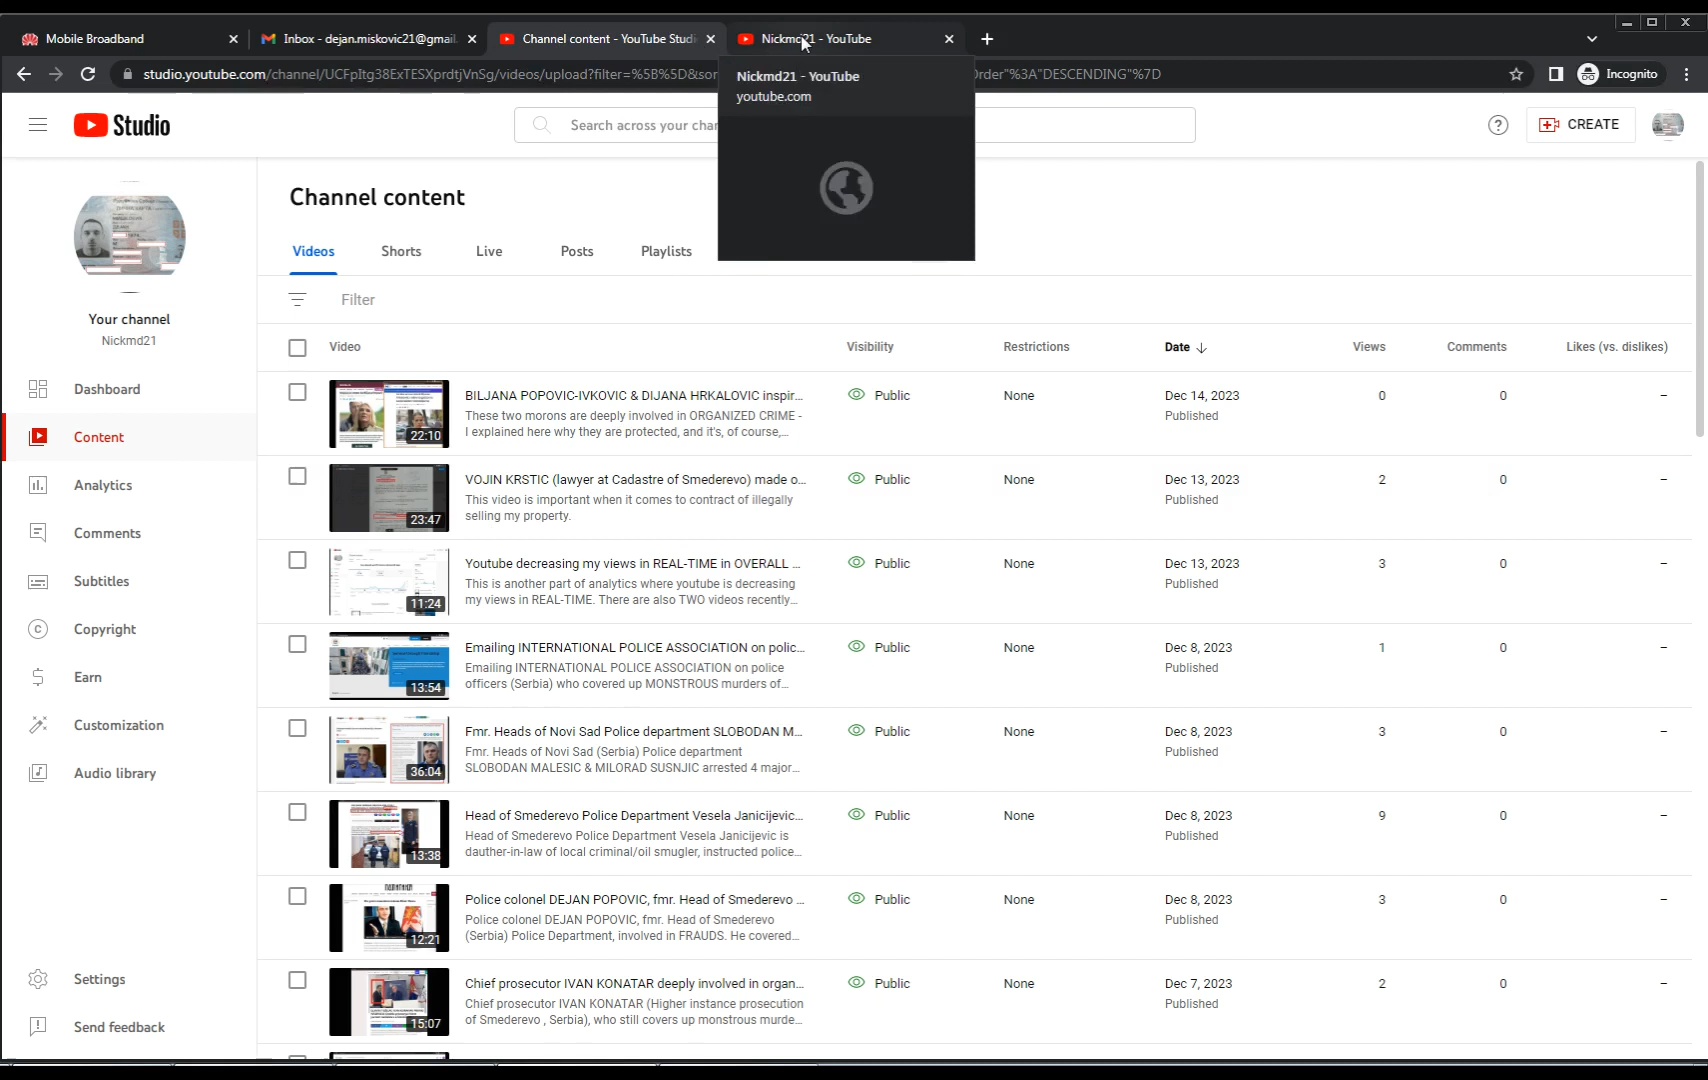 Mobile Broadband
Inbox - dejan.miskovic21@gmail.
Channel content - YouTube Studi
Nickmd21 - YouTube
studio.youtube.com/channel/UCFpItg38ExTESXprdtjVnSg/videos/upload?filter=%5B%5D&sor
rder"%3A"DESCENDING"%7D
Incognito
Nickmd21 - YouTube
youtube.com
Studio
Search across your chan
CREATE
Your channel
Nickmd21
Dashboard
Content
Analytics
Comments
Subtitles
Copyright
Earn
Customization
Audio library
Settings
Send feedback
Channel content
Videos Shorts Live Posts Playlists
Filter
Video Visibility Restrictions Date Views Comments Likes (vs. dislikes)
BILJANA POPOVIC-IVKOVIC & DIJANA HRKALOVIC inspir... Public None Dec 14, 2023 0 0 –
These two morons are deeply involved in ORGANIZED CRIME - Published
I explained here why they are protected, and it's, of course,...
22:10
VOJIN KRSTIC (lawyer at Cadastre of Smederevo) made o... Public None Dec 13, 2023 2 0 –
This video is important when it comes to contract of illegally Published
selling my property.
23:47
Youtube decreasing my views in REAL-TIME in OVERALL ... Public None Dec 13, 2023 3 0 –
This is another part of analytics where youtube is decreasing Published
my views in REAL-TIME. There are also TWO videos recently...
11:24
Emailing INTERNATIONAL POLICE ASSOCIATION on polic... Public None Dec 8, 2023 1 0 –
Emailing INTERNATIONAL POLICE ASSOCIATION on police Published
officers (Serbia) who covered up MONSTROUS murders of...
13:54
Fmr. Heads of Novi Sad Police department SLOBODAN M... Public None Dec 8, 2023 3 0 –
Fmr. Heads of Novi Sad (Serbia) Police department Published
SLOBODAN MALESIC & MILORAD SUSNJIC arrested 4 major...
36:04
Head of Smederevo Police Department Vesela Janicijevic... Public None Dec 8, 2023 9 0 –
Head of Smederevo Police Department Vesela Janicijevic is Published
dauther-in-law of local criminal/oil smugler, instructed police...
13:38
Police colonel DEJAN POPOVIC, fmr. Head of Smederevo ... Public None Dec 8, 2023 3 0 –
Police colonel DEJAN POPOVIC, fmr. Head of Smederevo Published
(Serbia) Police Department, involved in FRAUDS. He covered...
12:21
Chief prosecutor IVAN KONATAR deeply involved in organ... Public None Dec 7, 2023 2 0 –
Chief prosecutor IVAN KONATAR (Higher instance prosecution Published
of Smederevo , Serbia), who still covers up monstrous murde...
15:07